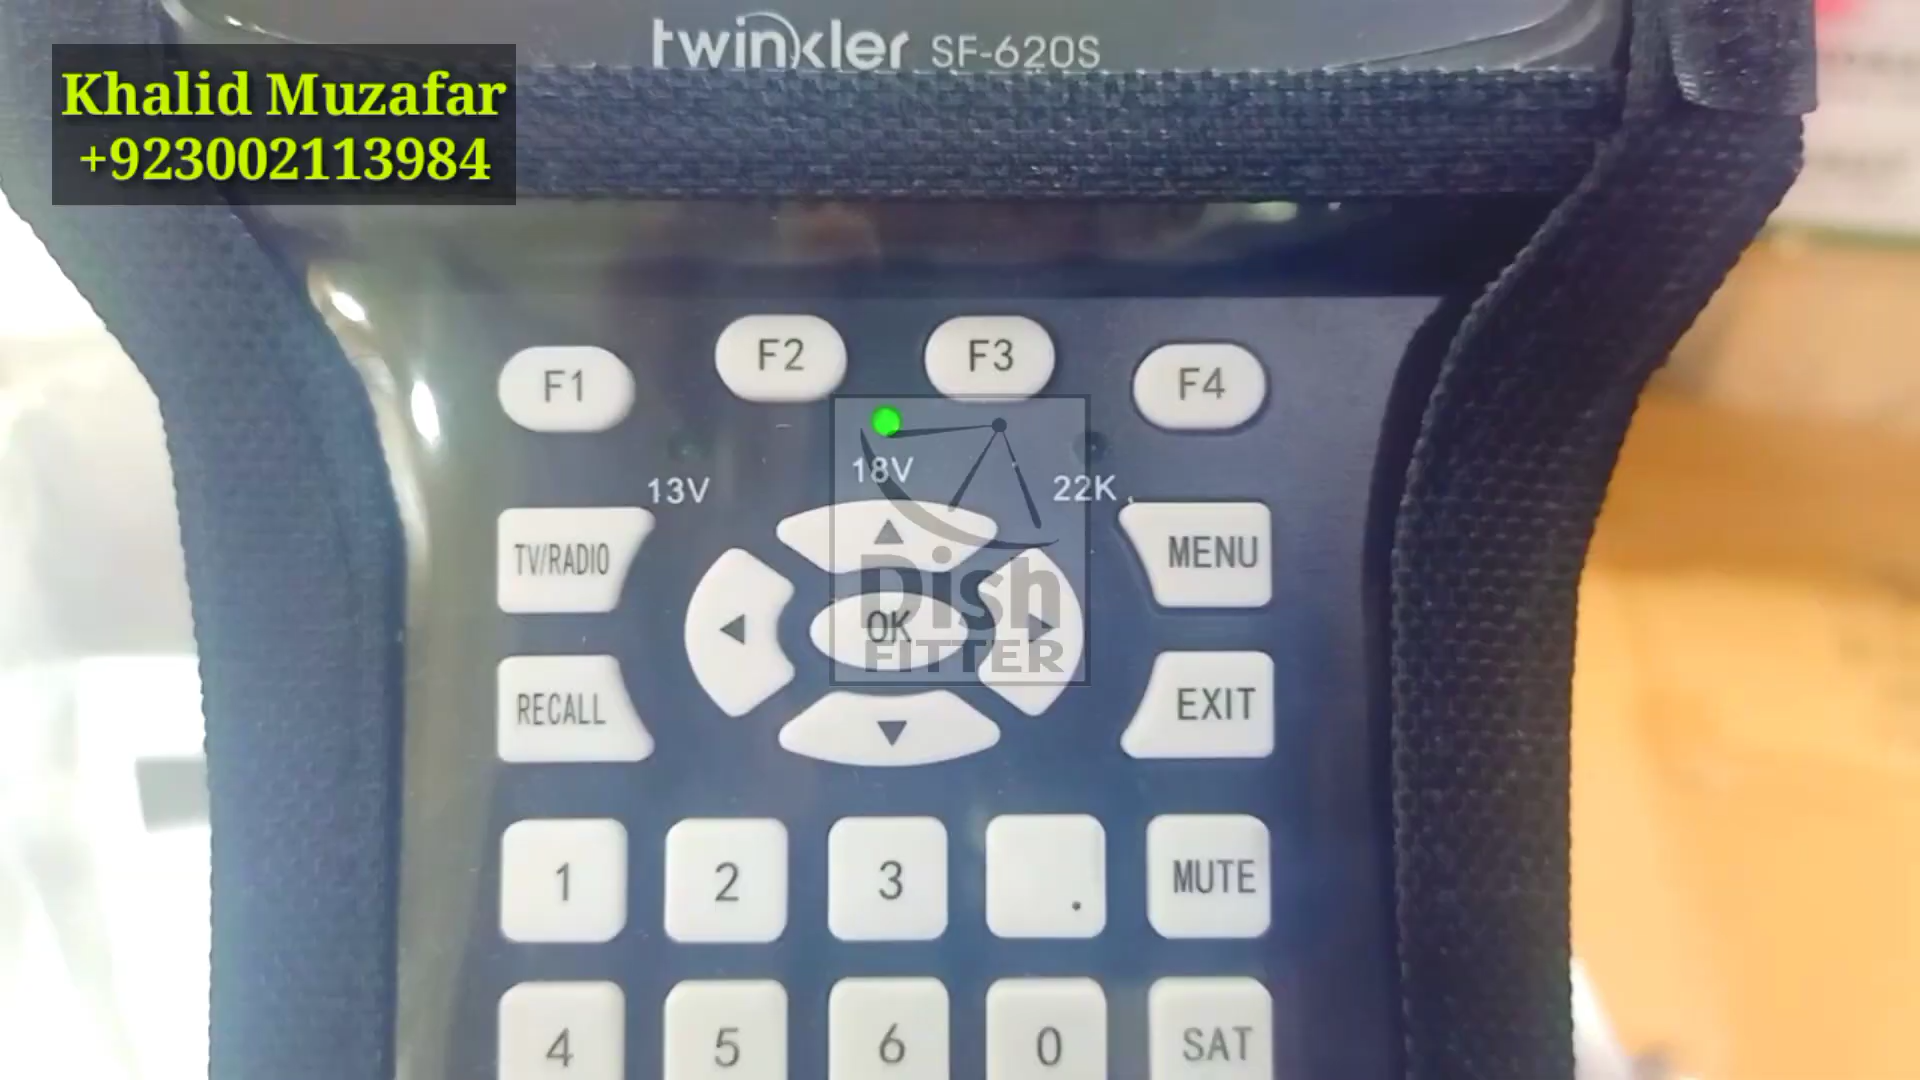 twinkler SF-620S
Khalid Muzafar
+923002113984
F1 F2 F3 F4
13V 18V 22K
TV/RADIO MENU
OK
Dish
FITTER
RECALL EXIT
1 2 3 . MUTE
4 5 6 0 SAT